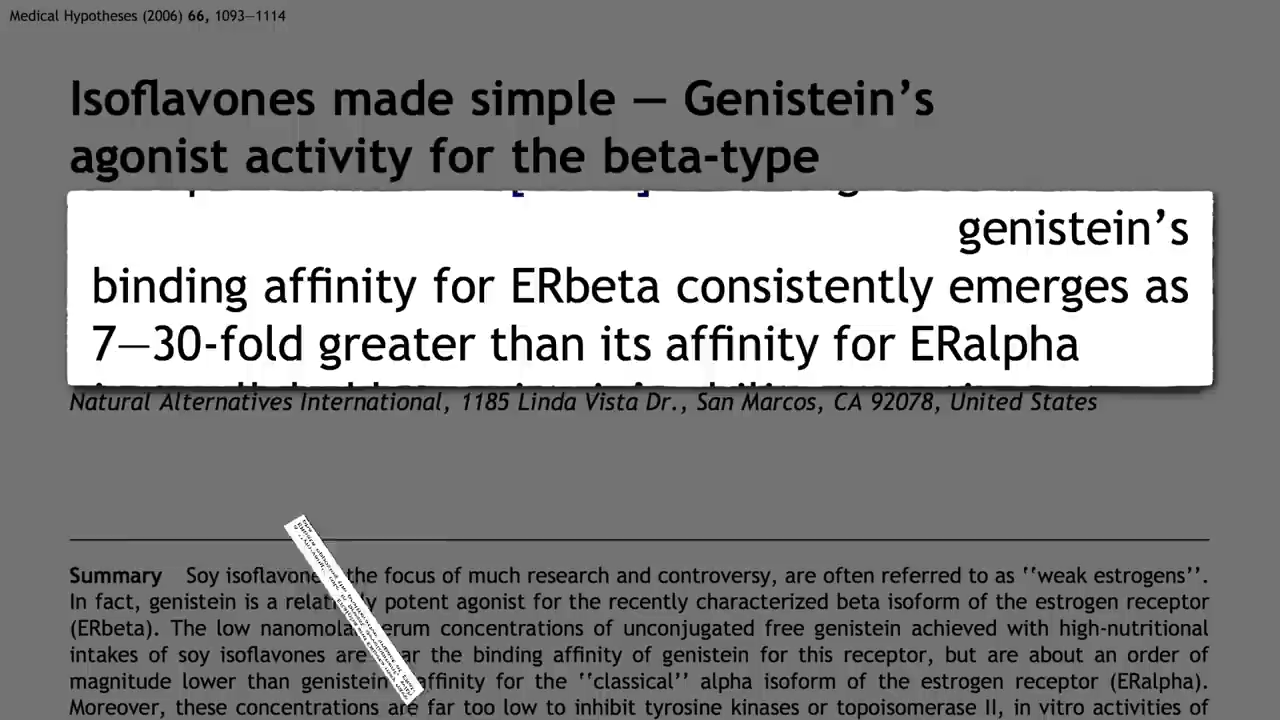 Medical Hypotheses (2006) 66, 1093–1114
Isoflavones made simple – Genistein’s
agonist activity for the beta-type
genistein’s
binding affinity for ERbeta consistently emerges as
7–30-fold greater than its affinity for ERalpha
Natural Alternatives International, 1185 Linda Vista Dr., San Marcos, CA 92078, United States
Summary Soy isoflavone the focus of much research and controversy, are often referred to as ‘‘weak estrogens’’.
In fact, genistein is a potent agonist for the recently characterized beta isoform of the estrogen receptor
(ERbeta). The low concentrations of unconjugated free genistein achieved with high-nutritional
intakes of soy isoflavones are the binding affinity of genistein for this receptor, but are about an order of
magnitude lower than genistein affinity for the ‘‘classical’’ alpha isoform of the estrogen receptor (ERalpha).
Moreover, these concentrations are far too low to inhibit tyrosine kinases or topoisomerase II, in vitro activities of